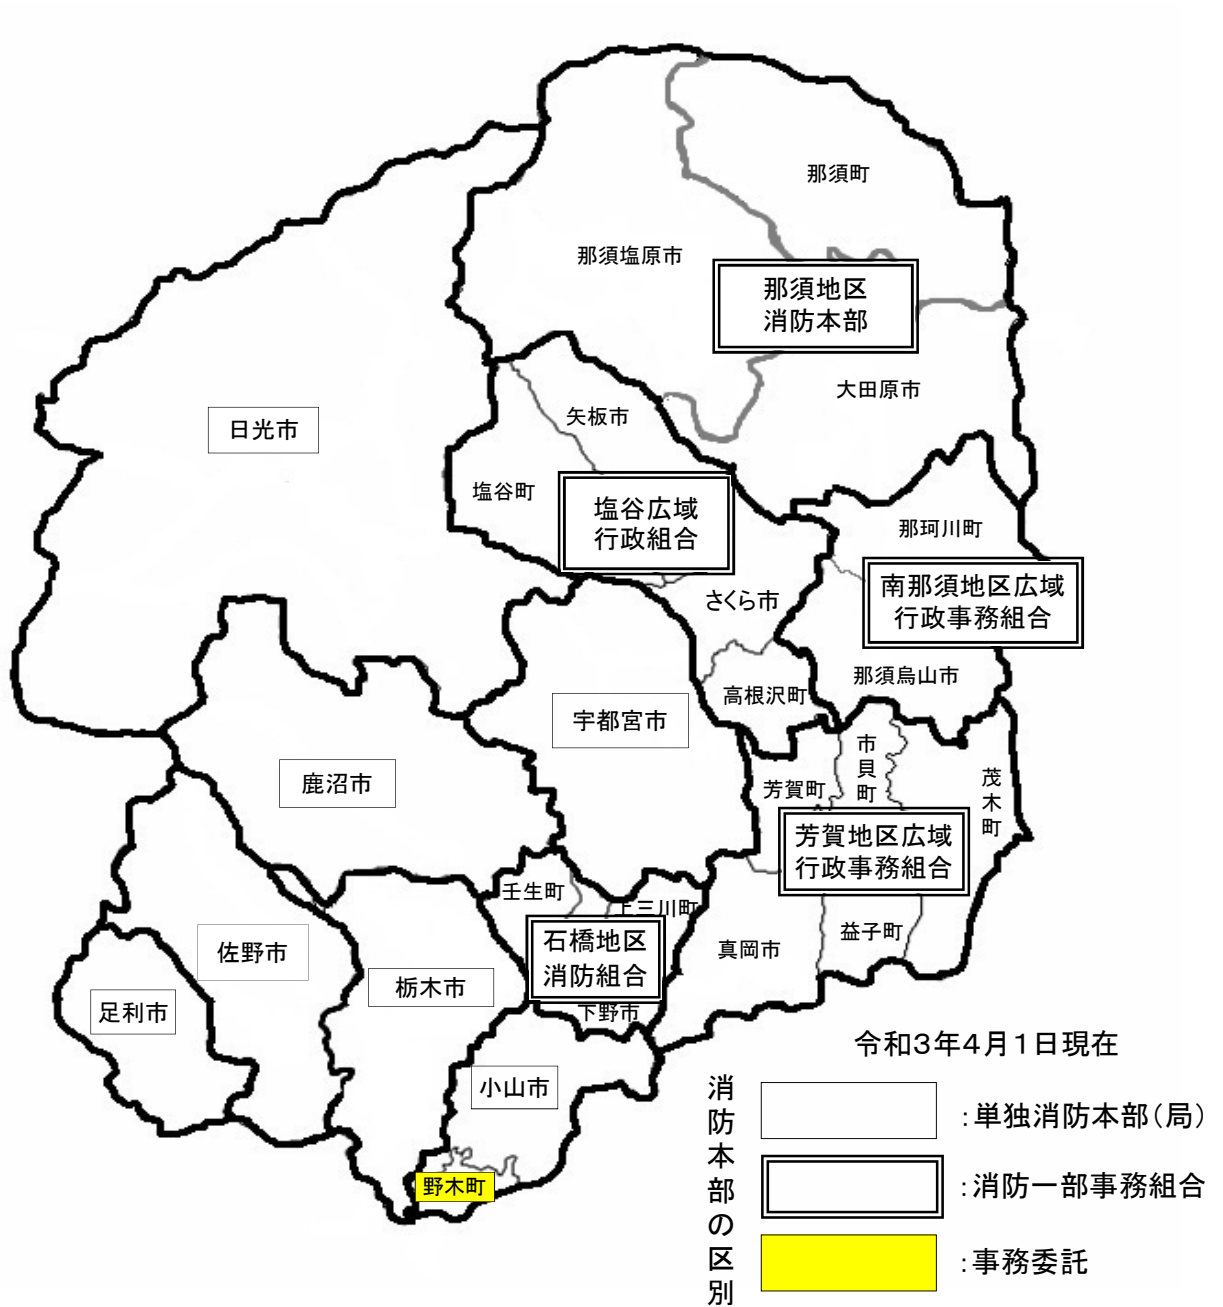 那須町
那須塩原市
那須地区
消防本部
大田原市
矢板市
日光市
塩谷町
塩谷広域
行政組合
那珂川町
南那須地区広域
行政事務組合
さくら市
那須烏山市
高根沢町
宇都宮市
市貝町
茂木町
鹿沼市
芳賀町
芳賀地区広域
行政事務組合
壬生町
上三川町
益子町
佐野市
石橋地区
消防組合
真岡市
栃木市
足利市
下野市
小山市
野木町
令和3年4月1日現在
消防本部の区別
:単独消防本部(局)
:消防一部事務組合
:事務委託